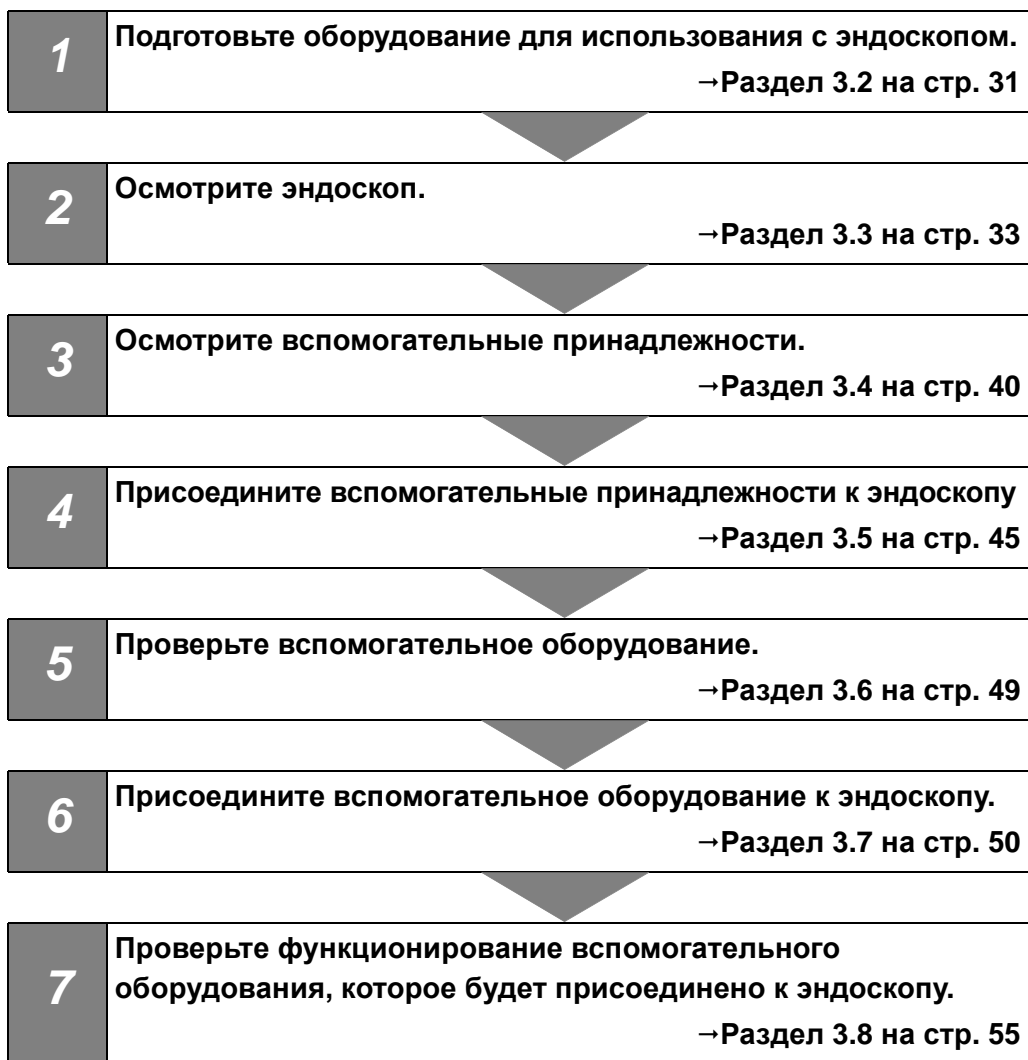 1
Подготовьте оборудование для использования с эндоскопом.
→Раздел 3.2 на стр. 31
2
Осмотрите эндоскоп.
→Раздел 3.3 на стр. 33
3
Осмотрите вспомогательные принадлежности.
→Раздел 3.4 на стр. 40
4
Присоедините вспомогательные принадлежности к эндоскопу
→Раздел 3.5 на стр. 45
5
Проверьте вспомогательное оборудование.
→Раздел 3.6 на стр. 49
6
Присоедините вспомогательное оборудование к эндоскопу.
→Раздел 3.7 на стр. 50
7
Проверьте функционирование вспомогательного
оборудования, которое будет присоединено к эндоскопу.
→Раздел 3.8 на стр. 55